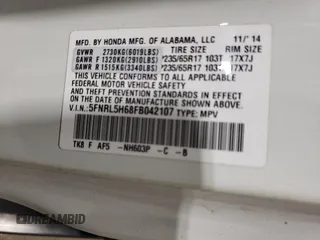 MFD. BY HONDA MFG. OF ALABAMA, LLC 11/14
GVWR 2730KG(6019LBS) TIRE SIZE RIM SIZE
GAWR F 1320KG(2910LBS) P235/65R17 103T 17X7J
GAWR R 1515KG(3340LBS) P235/65R17 103T 17X7J
THIS VEHICLE CONFORMS TO ALL APPLICABLE
FEDERAL MOTOR VEHICLE SAFETY AND
THEFT PREVENTION STANDARDS IN EFFECT ON
THE DATE OF MANUFACTURE SHOWN ABOVE.
V.I.N.: 5FNRL5H68FB042107 TYPE: MPV
TK8 F AF5 -NH603P -C -B
©DREAMBID